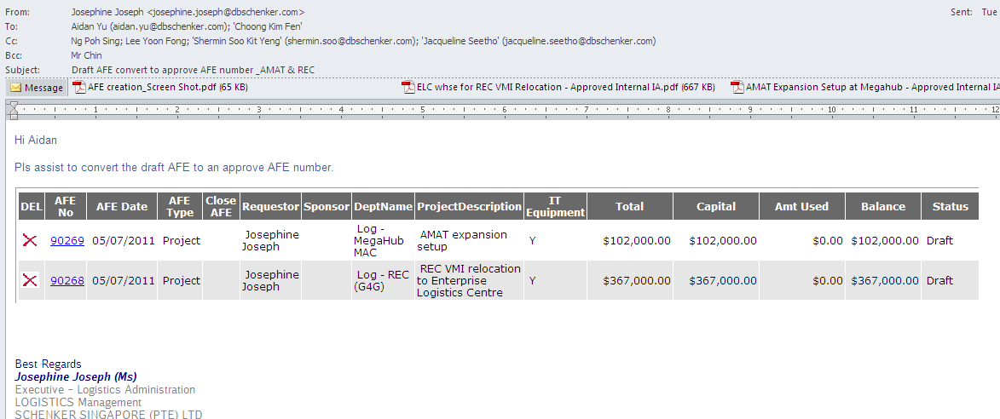 From: Josephine Joseph <josephine.joseph@dbschenker.com> Sent: Tue
To: Aidan Yu (aidan.yu@dbschenker.com); 'Choong Kim Fen'
Cc: Ng Poh Sing; Lee Yoon Fong; 'Shermin Soo Kit Yeng' (shermin.soo@dbschenker.com); 'Jacqueline Seetho' (jacqueline.seetho@dbschenker.com)
Bcc: Mr Chin
Subject: Draft AFE convert to approve AFE number _AMAT & REC
Message AFE creation_Screen Shot.pdf (65 KB) ELC whse for REC VMI Relocation - Approved Internal IA.pdf (667 KB) AMAT Expansion Setup at Megahub - Approved Internal IA
1 2 3 4 5 6 7 8 9 10 11 12
Hi Aidan
Pls assist to convert the draft AFE to an approve AFE number.
DEL AFE No AFE Date AFE Type Close AFE Requestor Sponsor DeptName ProjectDescription IT Equipment Total Capital Amt Used Balance Status
90269 05/07/2011 Project Josephine Joseph Log - MegaHub MAC AMAT expansion setup Y $102,000.00 $102,000.00 $0.00 $102,000.00 Draft
90268 05/07/2011 Project Josephine Joseph Log - REC (G4G) REC VMI relocation to Enterprise Logistics Centre Y $367,000.00 $367,000.00 $0.00 $367,000.00 Draft
Best Regards
Josephine Joseph (Ms)
Executive - Logistics Administration
LOGISTICS Management
SCHENKER SINGAPORE (PTE) LTD